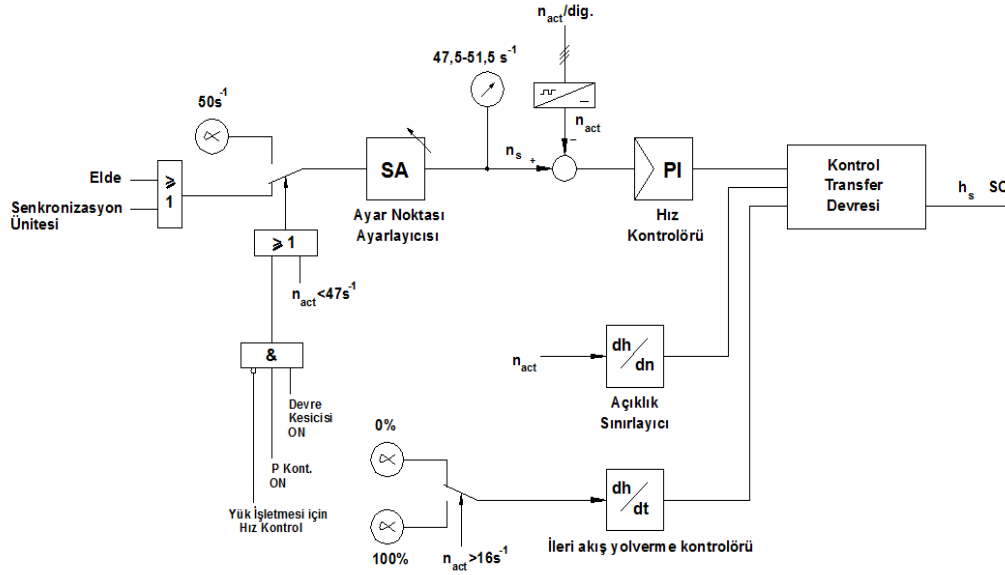 n_act/dig.
47,5-51,5 s⁻¹
50s⁻¹
n_act
n_s
+
−
Elde
Senkronizasyon
Ünitesi
⩾
1
SA
Ayar Noktası
Ayarlayıcısı
PI
Hız
Kontrolörü
Kontrol
Transfer
Devresi
h_s SC
⩾ 1
n_act<47s⁻¹
&
Devre
Kesicisi
ON
P Kont.
ON
Yük İşletmesi için
Hız Kontrol
n_act
dh/dn
Açıklık
Sınırlayıcı
0%
100%
n_act>16s⁻¹
dh/dt
İleri akış yolverme kontrolörü